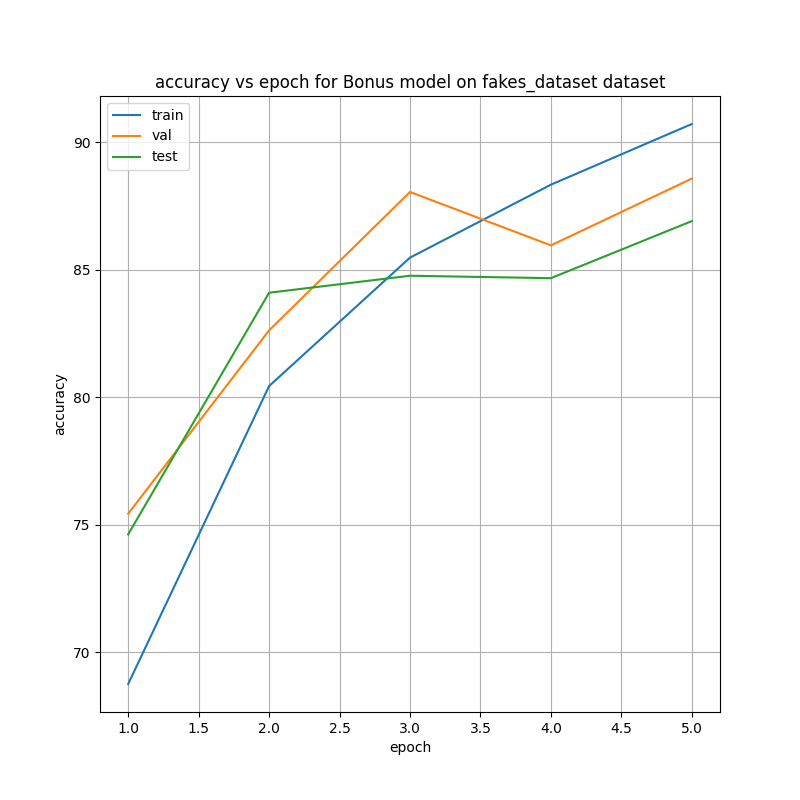 accuracy vs epoch for Bonus model on fakes_dataset dataset
train
val
test
90
85
80
75
70
accuracy
1.0 1.5 2.0 2.5 3.0 3.5 4.0 4.5 5.0
epoch